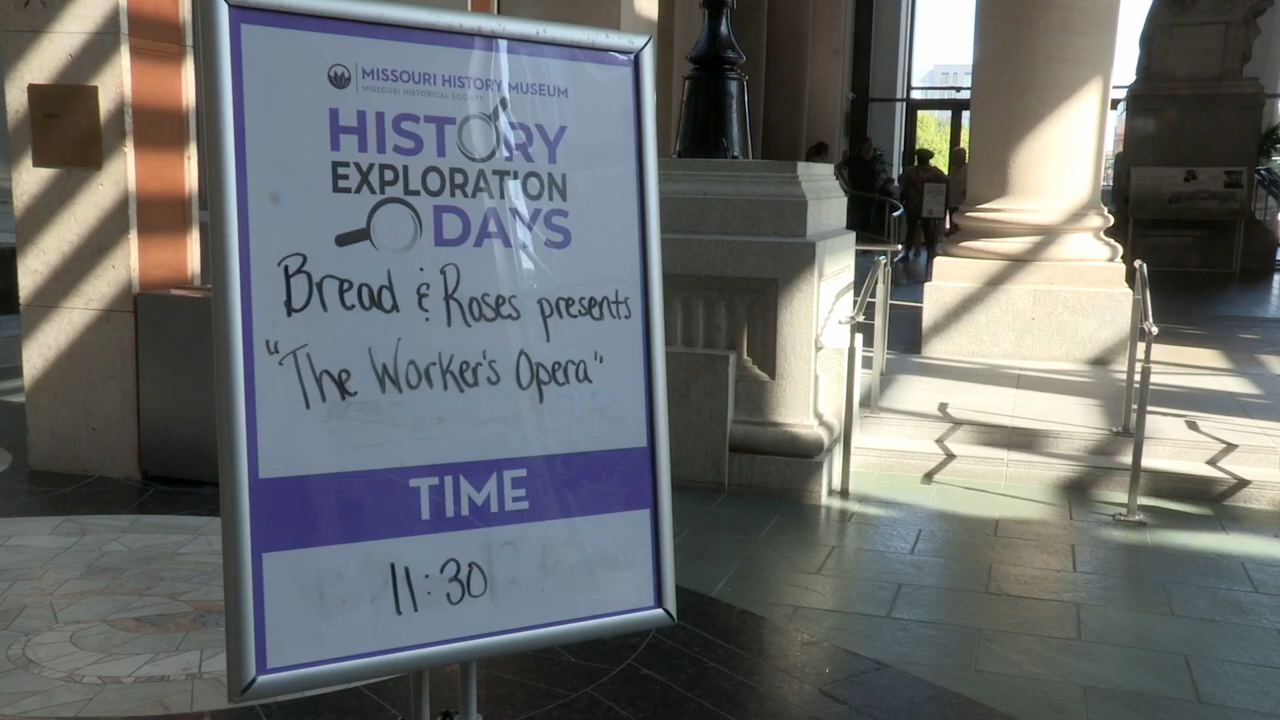 MISSOURI HISTORY MUSEUM
MISSOURI HISTORICAL SOCIETY
HISTORY
EXPLORATION
DAYS
Bread & Roses presents
"The Worker's Opera"
TIME
11:30